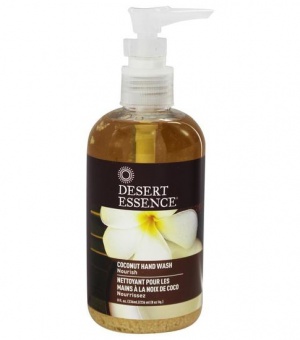 DESERT
ESSENCE®
COCONUT HAND WASH
Nourish
NETTOYANT POUR LES
MAINS À LA NOIX DE COCO
Nourrissez